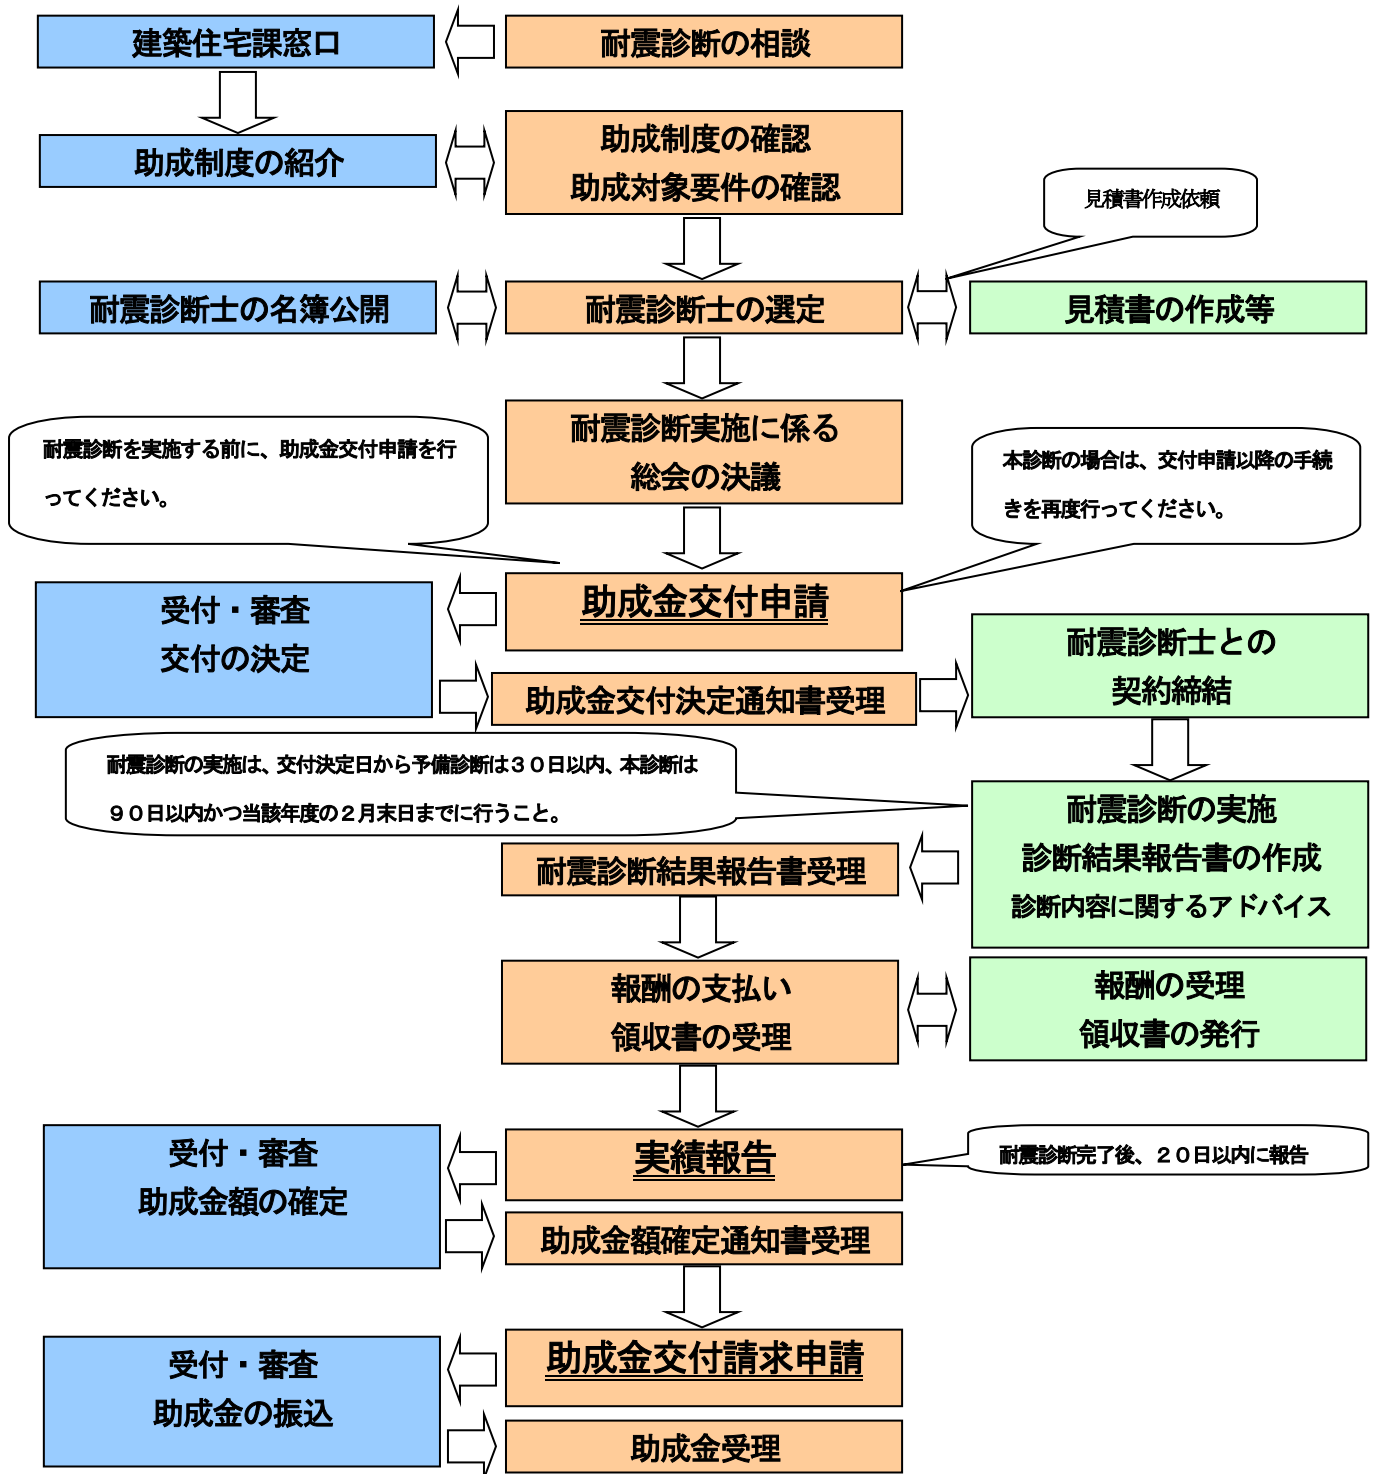 建築住宅課窓口
耐震診断の相談
助成制度の紹介
助成制度の確認
助成対象要件の確認
見積書作成依頼
耐震診断士の名簿公開
耐震診断士の選定
見積書の作成等
耐震診断実施に係る
総会の決議
耐震診断を実施する前に、助成金交付申請を行
ってください。
本診断の場合は、交付申請以降の手続
きを再度行ってください。
受付・審査
交付の決定
助成金交付申請
助成金交付決定通知書受理
耐震診断士との
契約締結
耐震診断の実施は、交付決定日から予備診断は３０日以内、本診断は
９０日以内かつ当該年度の２月末日までに行うこと。
耐震診断の実施
診断結果報告書の作成
診断内容に関するアドバイス
耐震診断結果報告書受理
報酬の支払い
領収書の受理
報酬の受理
領収書の発行
受付・審査
助成金額の確定
実績報告
耐震診断完了後、２０日以内に報告
助成金額確定通知書受理
受付・審査
助成金の振込
助成金交付請求申請
助成金受理